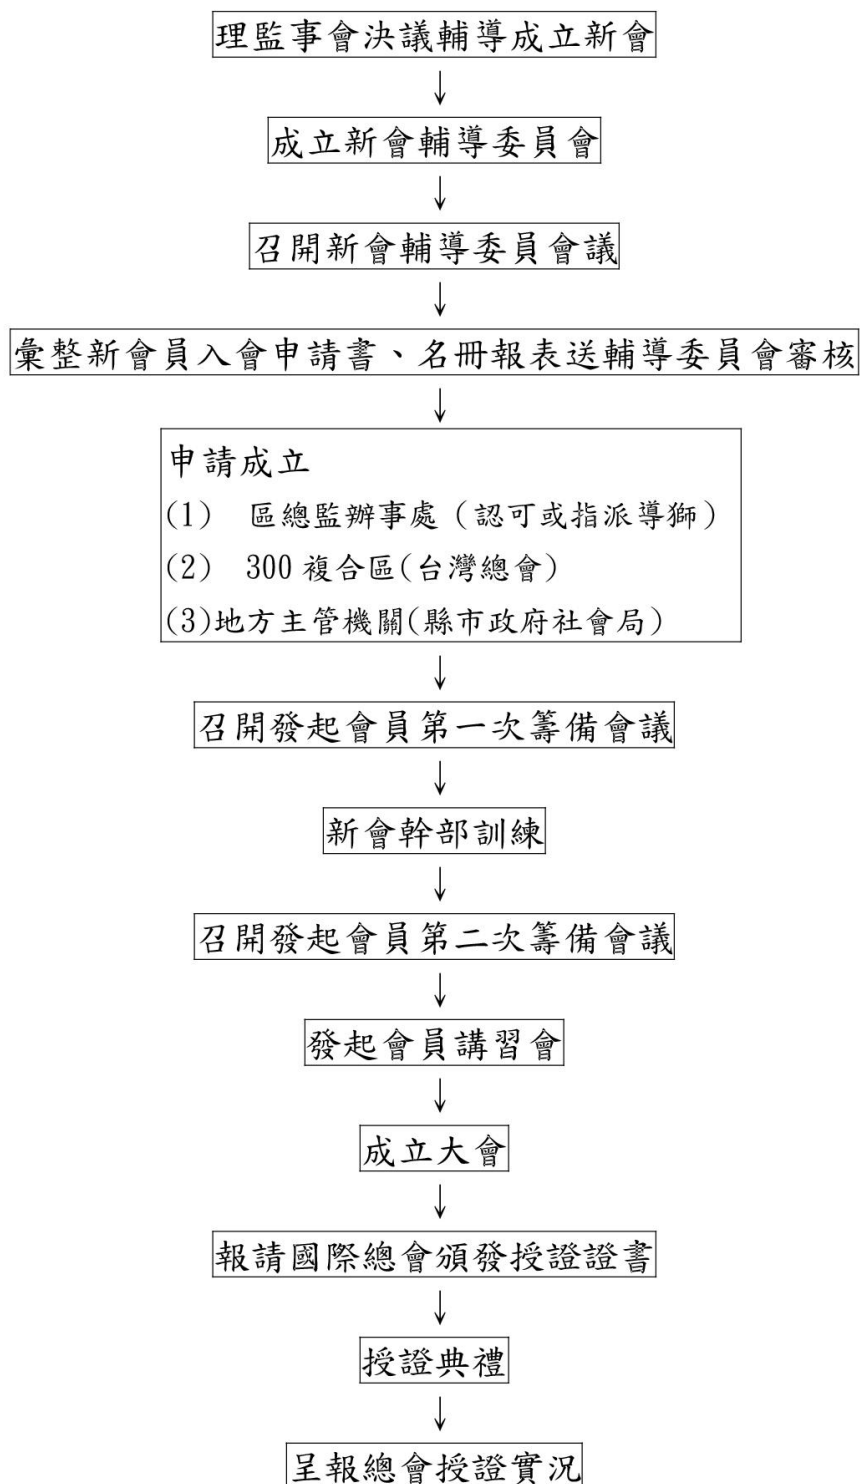 理監事會決議輔導成立新會
↓
成立新會輔導委員會
↓
召開新會輔導委員會議
↓
彙整新會員入會申請書、名冊報表送輔導委員會審核
↓
申請成立
(1) 區總監辦事處（認可或指派導獅）
(2) 300 複合區(台灣總會)
(3)地方主管機關(縣市政府社會局)
↓
召開發起會員第一次籌備會議
↓
新會幹部訓練
↓
召開發起會員第二次籌備會議
↓
發起會員講習會
↓
成立大會
↓
報請國際總會頒發授證證書
↓
授證典禮
↓
呈報總會授證實況